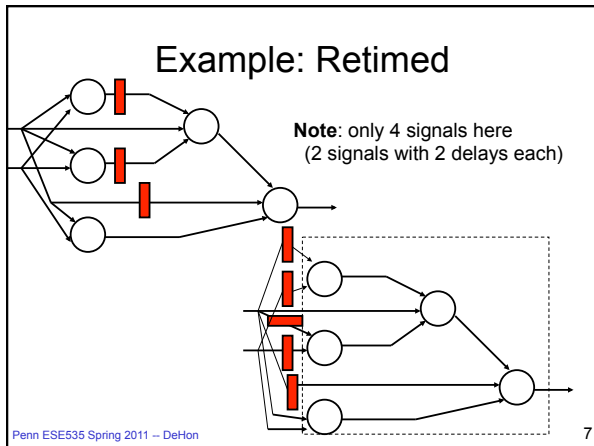 Example: Retimed
Note: only 4 signals here
(2 signals with 2 delays each)
Penn ESE535 Spring 2011 -- DeHon
7